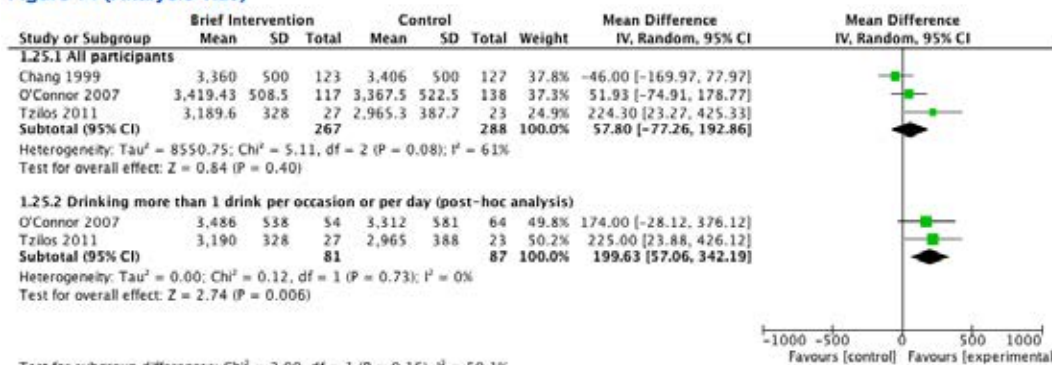 Brief Intervention Control Mean Difference Mean Difference
Study or Subgroup Mean SD Total Mean SD Total Weight IV, Random, 95% CI IV, Random, 95% CI
1.25.1 All participants
Chang 1999 3,360 500 123 3,406 500 127 37.8% -46.00 [-169.97, 77.97]
O'Connor 2007 3,419.43 508.5 117 3,367.5 522.5 138 37.3% 51.93 [-74.91, 178.77]
Tzilos 2011 3,189.6 328 27 2,965.3 387.7 23 24.9% 224.30 [23.27, 425.33]
Subtotal (95% CI) 267 288 100.0% 57.80 [-77.26, 192.86]
Heterogeneity: Tau² = 8550.75; Chi² = 5.11, df = 2 (P = 0.08); I² = 61%
Test for overall effect: Z = 0.84 (P = 0.40)
1.25.2 Drinking more than 1 drink per occasion or per day (post-hoc analysis)
O'Connor 2007 3,486 538 54 3,312 581 64 49.8% 174.00 [-28.12, 376.12]
Tzilos 2011 3,190 328 27 2,965 388 23 50.2% 225.00 [23.88, 426.12]
Subtotal (95% CI) 81 87 100.0% 199.63 [57.06, 342.19]
Heterogeneity: Tau² = 0.00; Chi² = 0.12, df = 1 (P = 0.73); I² = 0%
Test for overall effect: Z = 2.74 (P = 0.006)
-1000 -500 0 500 1000
Favours [control] Favours [experimental